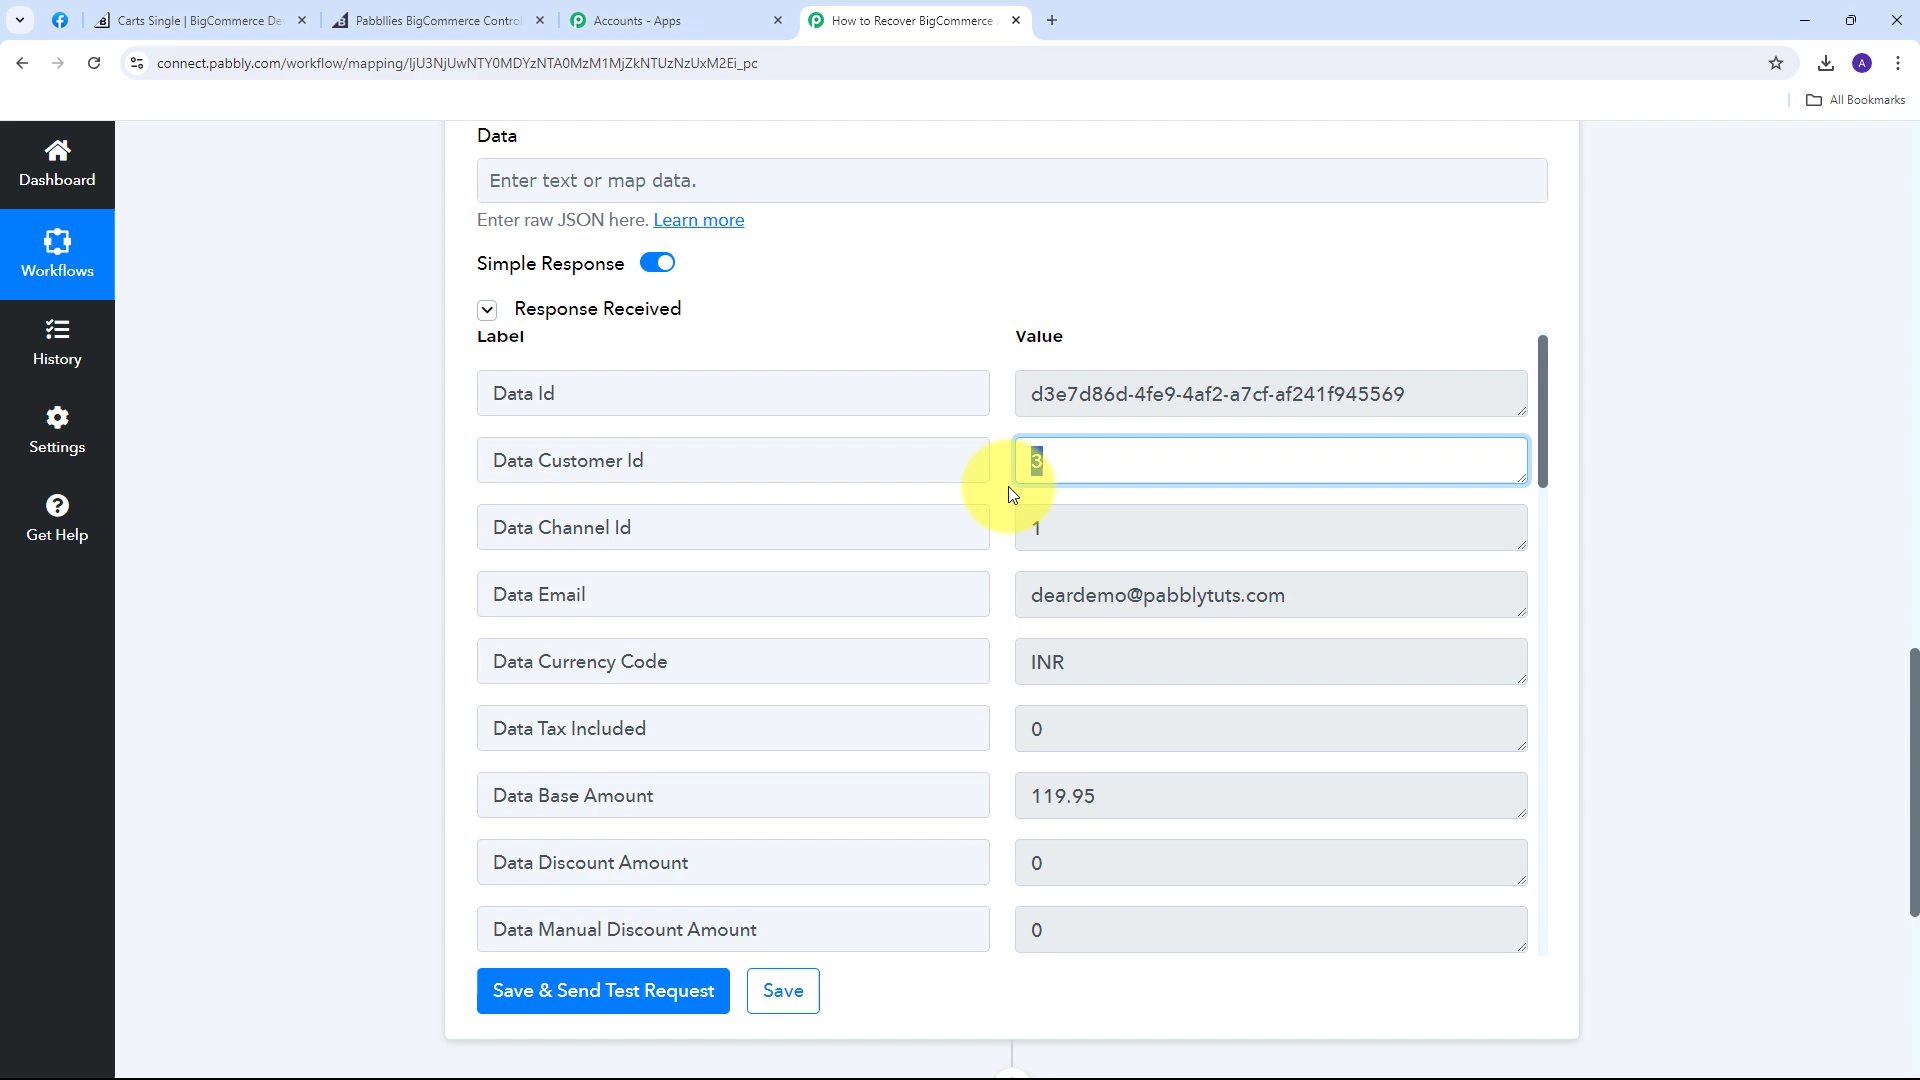 Carts Single | BigCommerce De
Pabbllies BigCommerce Control
Accounts - Apps
How to Recover BigCommerce
connect.pabbly.com/workflow/mapping/IjU3NjUwNTY0MDYzNTA0MzM1MjZkNTUzNzUxM2Ei_pc
A
All Bookmarks
Dashboard
Workflows
History
Settings
Get Help
Data
Enter text or map data.
Enter raw JSON here. Learn more
Simple Response
Response Received
Label Value
Data Id d3e7d86d-4fe9-4af2-a7cf-af241f945569
Data Customer Id 3
Data Channel Id 1
Data Email deardemo@pabblytuts.com
Data Currency Code INR
Data Tax Included 0
Data Base Amount 119.95
Data Discount Amount 0
Data Manual Discount Amount 0
Save & Send Test Request Save